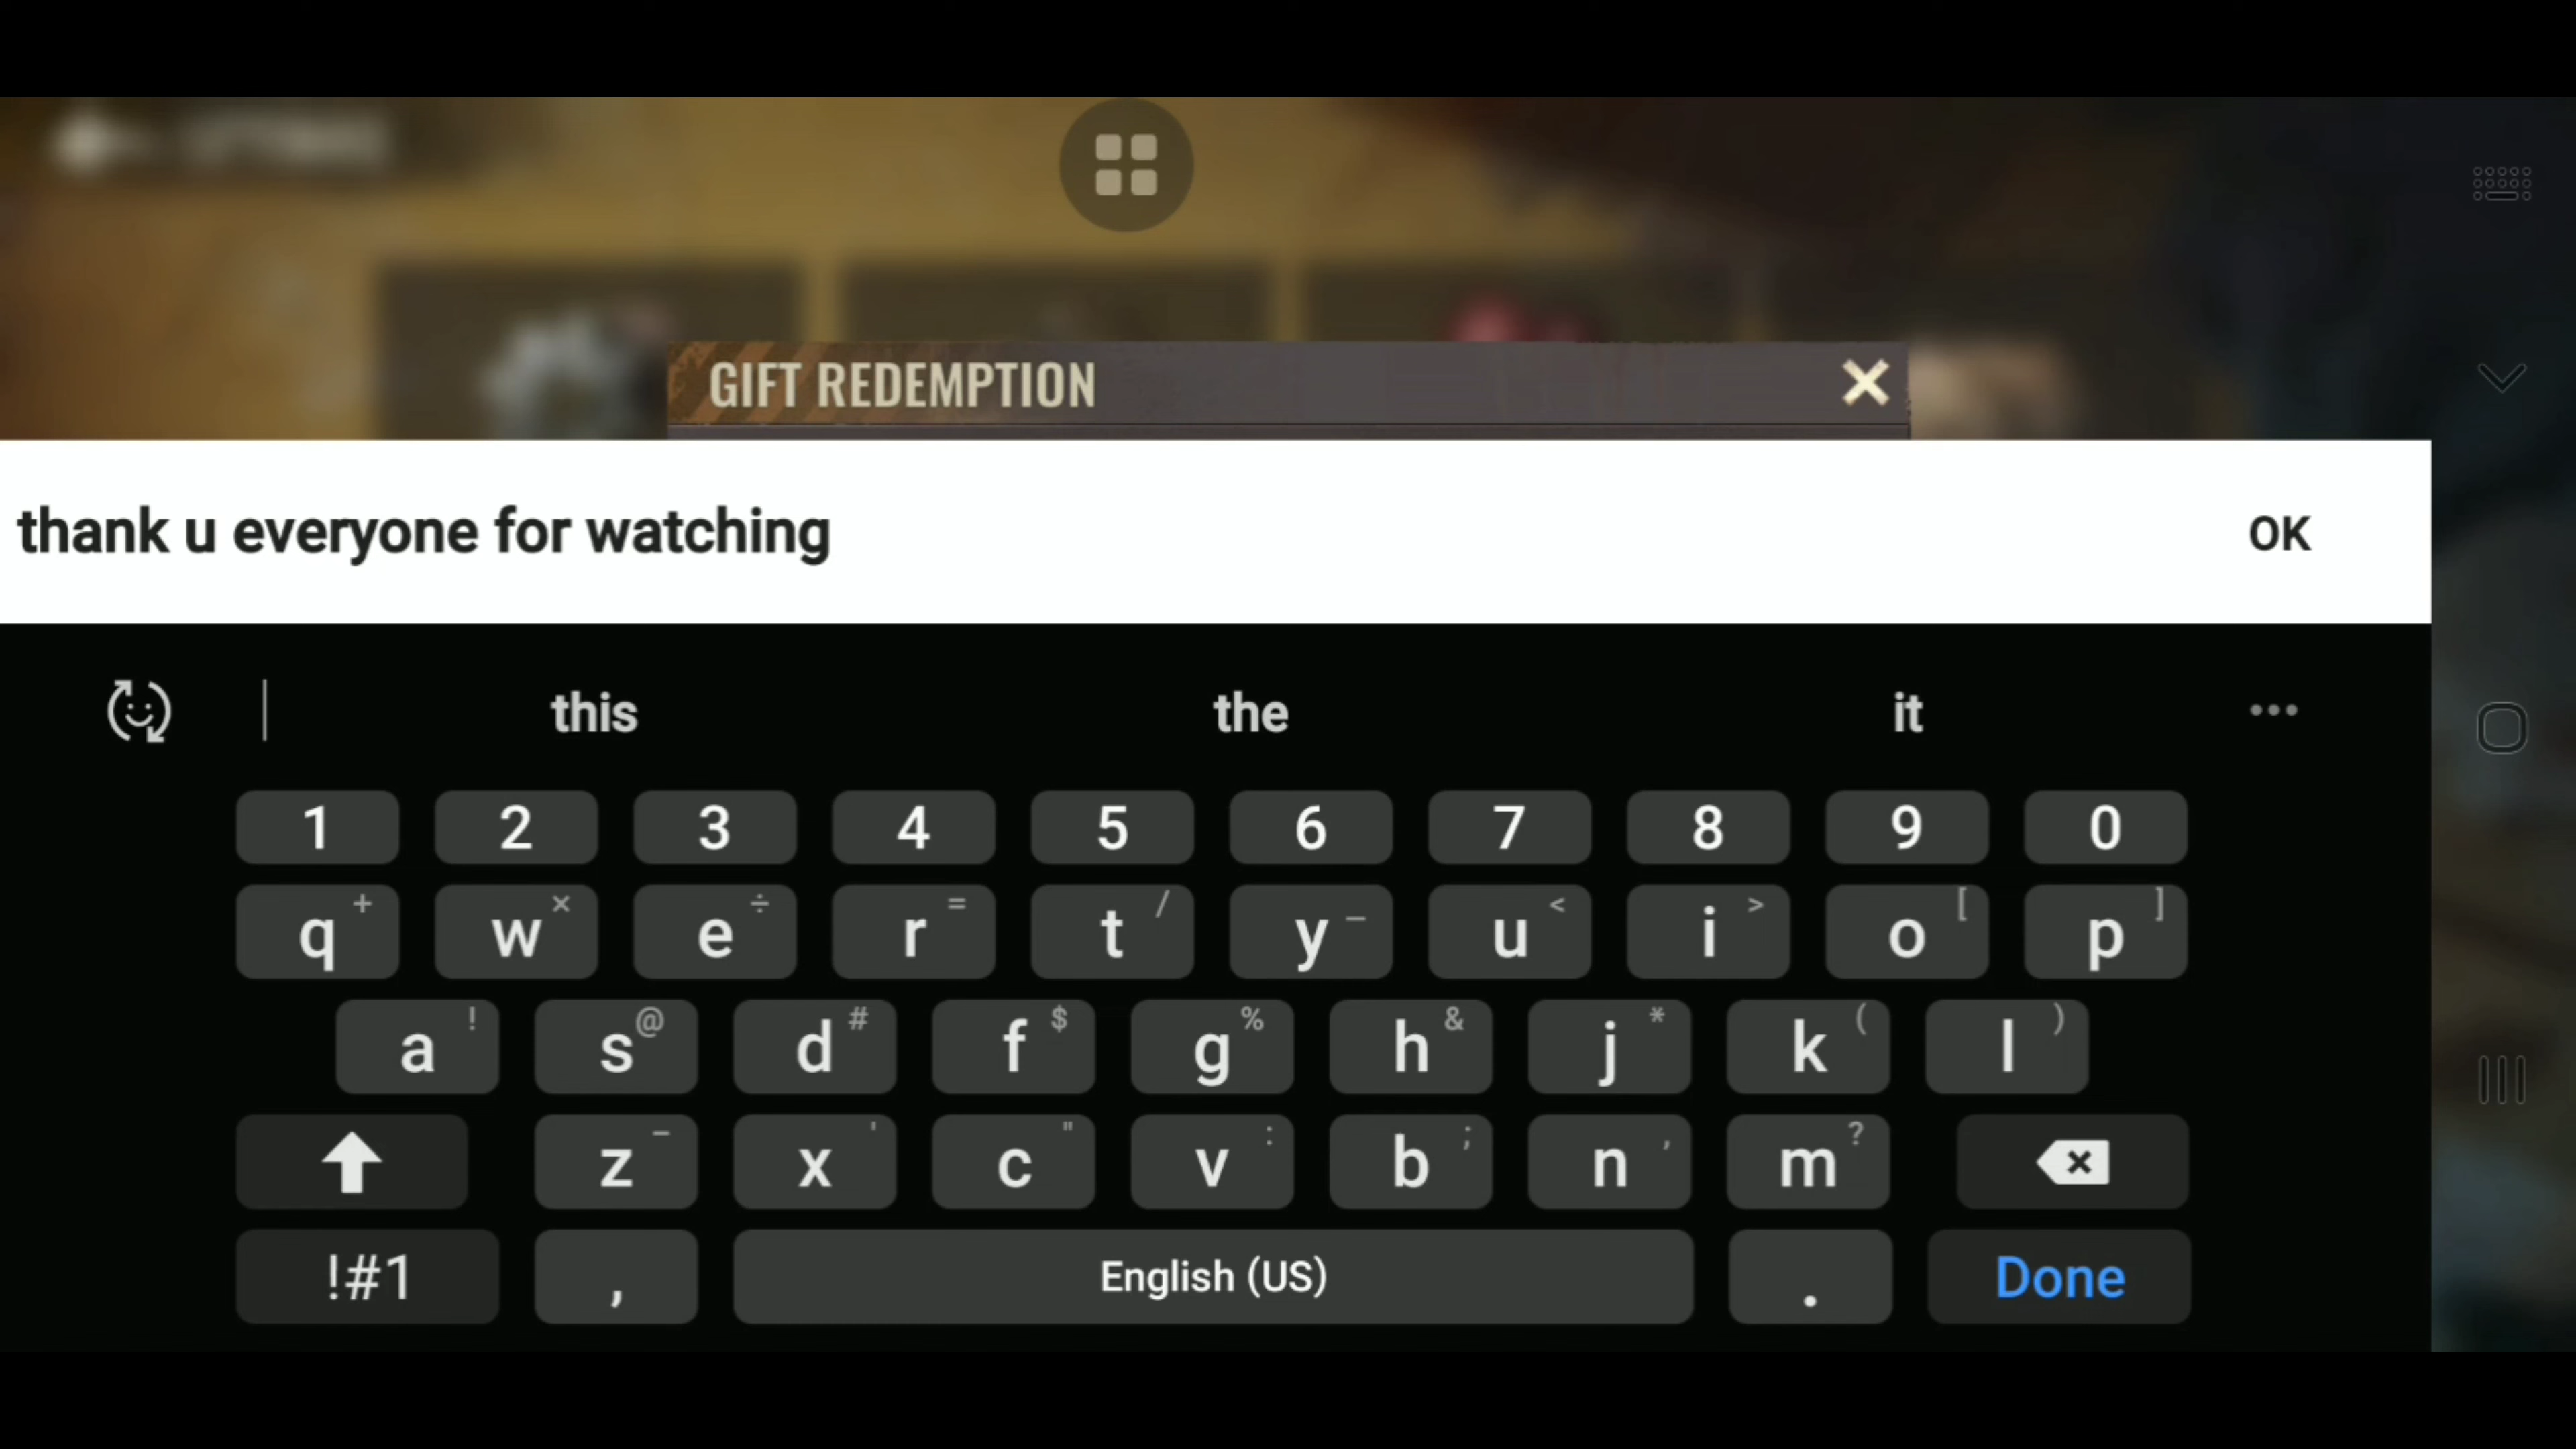 GIFT REDEMPTION
thank u everyone for watching
OK
this the it
1 2 3 4 5 6 7 8 9 0
q + w × e ÷ r = t / y _ u < i > o [ p ]
a ! s @ d # f $ g % h & j * k ( l )
z - x ' c " v : b ; n , m ?
!#1 , English (US) . Done